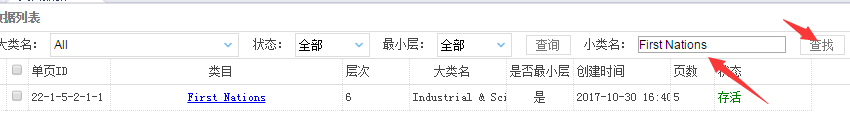 数据列表
大类名: All 状态: 全部 最小层: 全部 查询 小类名: First Nations 查找
单页ID 类目 层次 大类名 是否最小层 创建时间 页数 状态
22-1-5-2-1-1 First Nations 6 Industrial & Sci 是 2017-10-30 16:40 5 存活